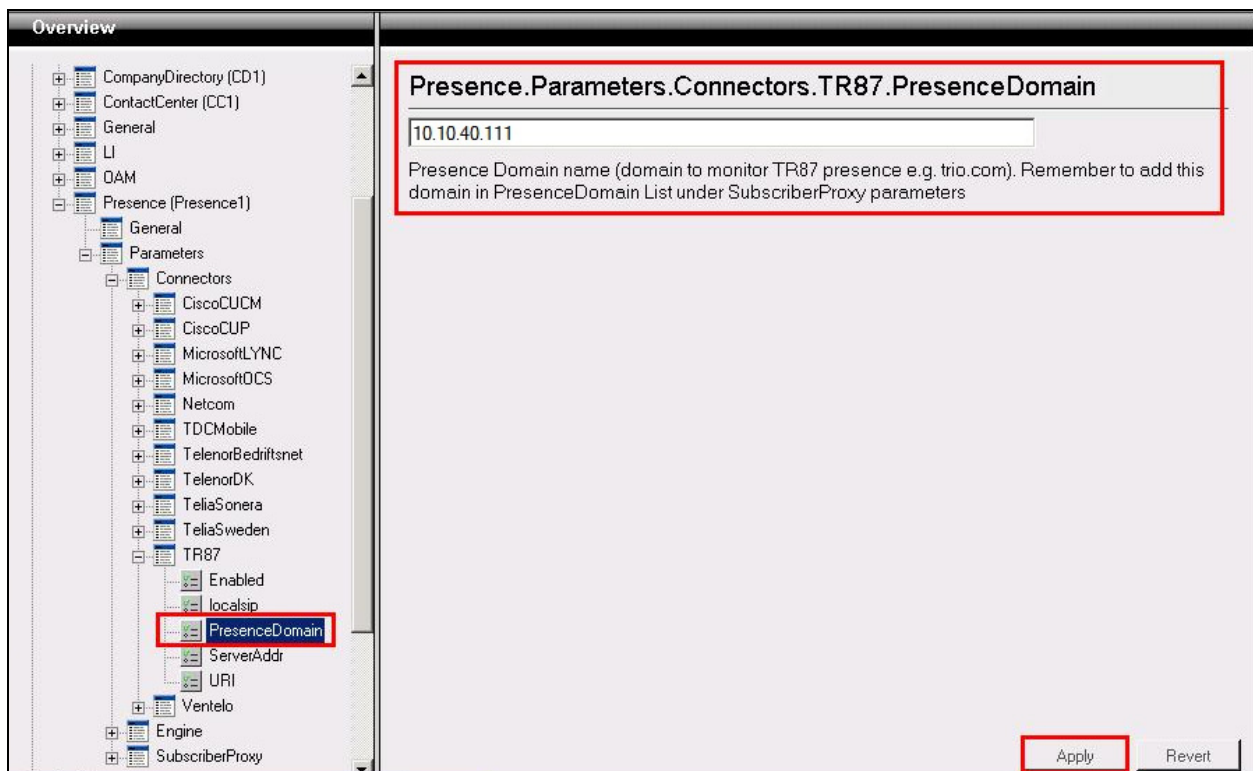 Overview
CompanyDirectory (CD1)
ContactCenter (CC1)
General
LI
OAM
Presence (Presence1)
General
Parameters
Connectors
CiscoCUCM
CiscoCUP
MicrosoftLYNC
MicrosoftOCS
Netcom
TDCMobile
TelenorBedriftsnet
TelenorDK
TeliaSonera
TeliaSweden
TR87
Enabled
localsip
PresenceDomain
ServerAddr
URI
Ventelo
Engine
SubscriberProxy
Presence.Parameters.Connectors.TR87.PresenceDomain
10.10.40.111
Presence Domain name (domain to monitor TR87 presence e.g. trio.com). Remember to add this
domain in PresenceDomain List under SubscriberProxy parameters
Apply
Revert